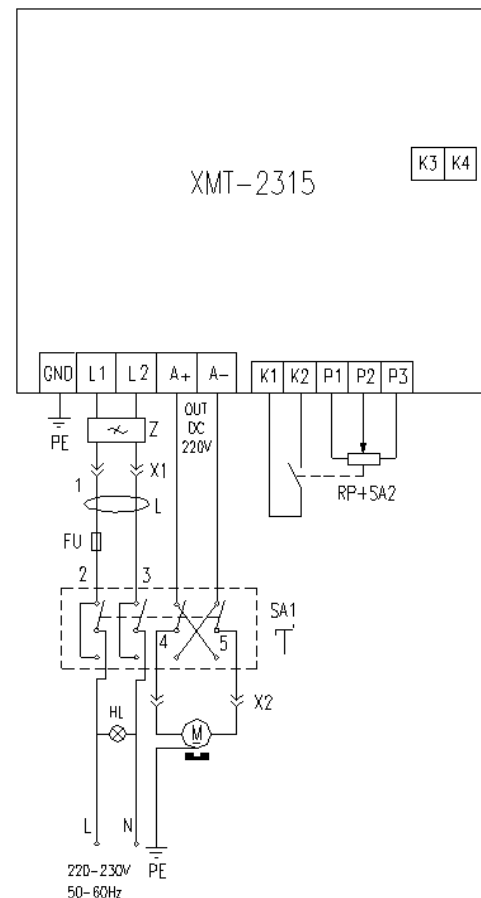 XMT-2315
K3 K4
GND L1 L2 A+ A- K1 K2 P1 P2 P3
PE
Z
OUT
DC
220V
1
X1
L
RP+SA2
FU
2
3
SA1
4
5
HL
X2
M
L
N
PE
220-230V
50-60Hz